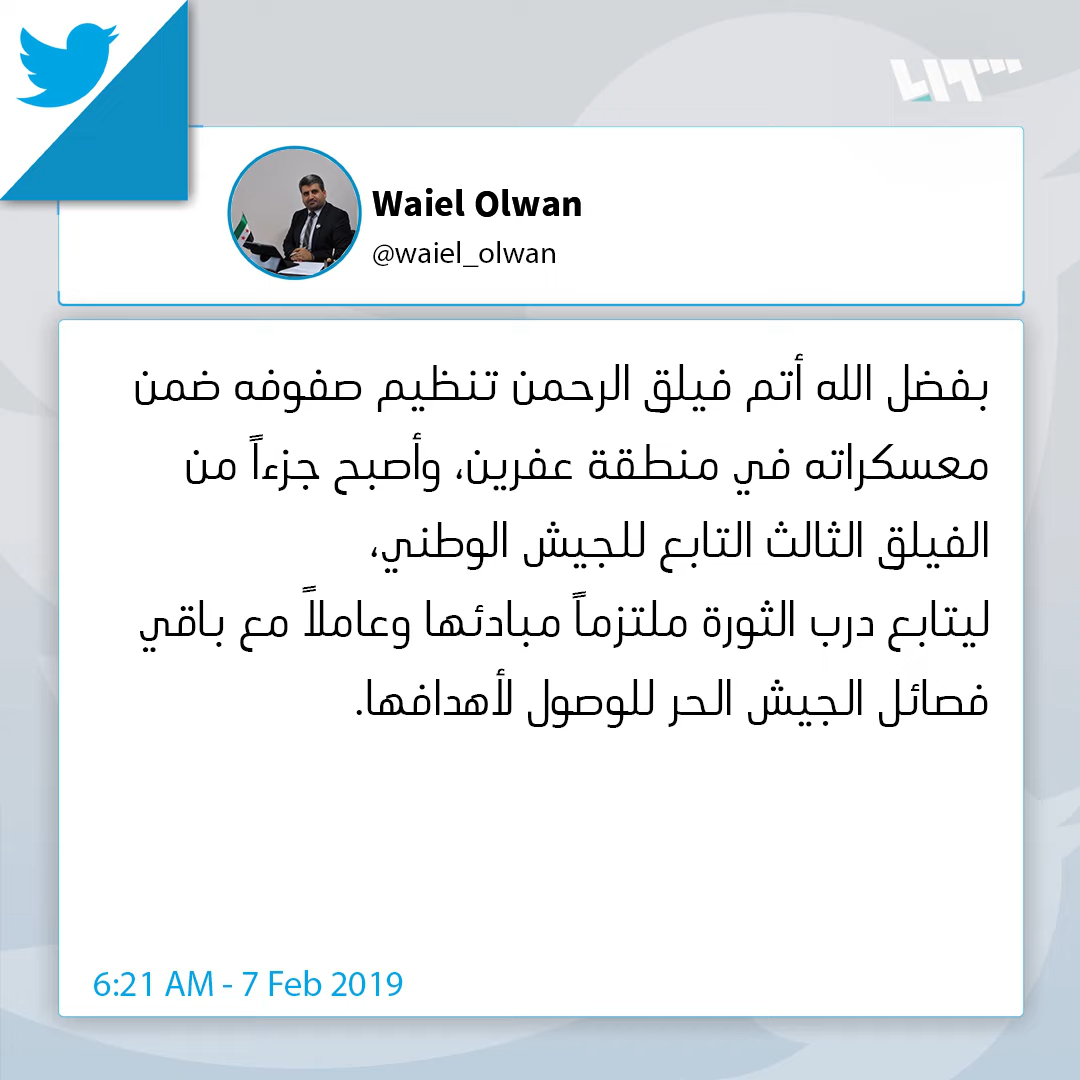 Waiel Olwan
@waiel_olwan
بفضل الله أتم فيلق الرحمن تنظيم صفوفه ضمن
معسكراته في منطقة عفرين، وأصبح جزءاً من
الفيلق الثالث التابع للجيش الوطني،
ليتابع درب الثورة ملتزماً مبادئها وعاملاً مع باقي
فصائل الجيش الحر للوصول لأهدافها.
6:21 AM - 7 Feb 2019